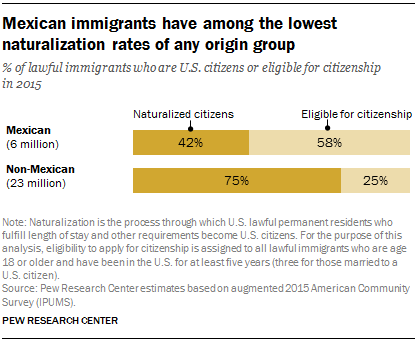 Mexican immigrants have among the lowest
naturalization rates of any origin group
% of lawful immigrants who are U.S. citizens or eligible for citizenship
in 2015
Naturalized citizens Eligible for citizenship
Mexican
(6 million)
42% 58%
Non-Mexican
(23 million)
75% 25%
Note: Naturalization is the process through which U.S. lawful permanent residents who
fulfill length of stay and other requirements become U.S. citizens. For the purpose of this
analysis, eligibility to apply for citizenship is assigned to all lawful immigrants who are age
18 or older and have been in the U.S. for at least five years (three for those married to a
U.S. citizen).
Source: Pew Research Center estimates based on augmented 2015 American Community
Survey (IPUMS).
PEW RESEARCH CENTER